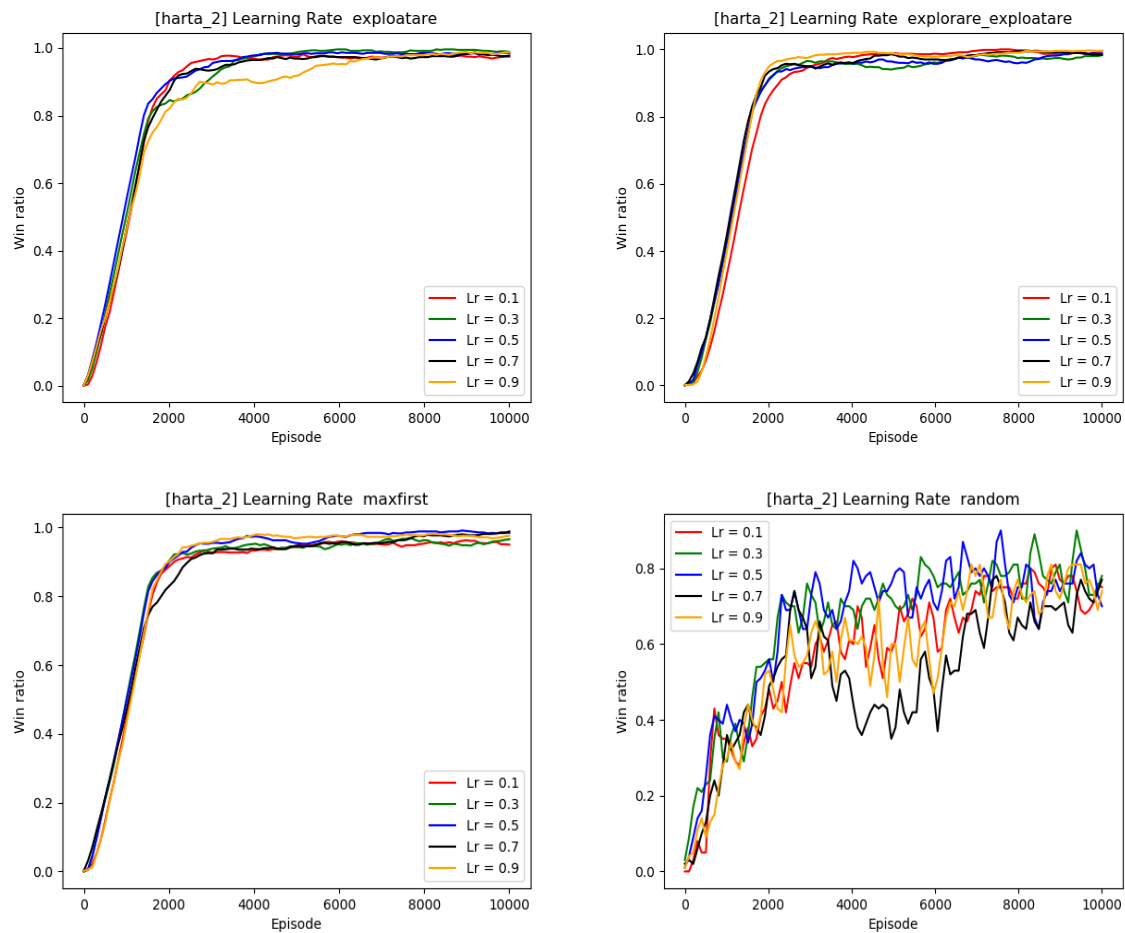 [harta_2] Learning Rate  exploatare
1.0
0.8
0.6
0.4
0.2
0.0
Win ratio
0 2000 4000 6000 8000 10000
Episode
Lr = 0.1
Lr = 0.3
Lr = 0.5
Lr = 0.7
Lr = 0.9
[harta_2] Learning Rate  explorare_exploatare
1.0
0.8
0.6
0.4
0.2
0.0
Win ratio
0 2000 4000 6000 8000 10000
Episode
Lr = 0.1
Lr = 0.3
Lr = 0.5
Lr = 0.7
Lr = 0.9
[harta_2] Learning Rate  maxfirst
1.0
0.8
0.6
0.4
0.2
0.0
Win ratio
0 2000 4000 6000 8000 10000
Episode
Lr = 0.1
Lr = 0.3
Lr = 0.5
Lr = 0.7
Lr = 0.9
[harta_2] Learning Rate  random
Lr = 0.1
Lr = 0.3
Lr = 0.5
Lr = 0.7
Lr = 0.9
0.8
0.6
0.4
0.2
0.0
Win ratio
0 2000 4000 6000 8000 10000
Episode